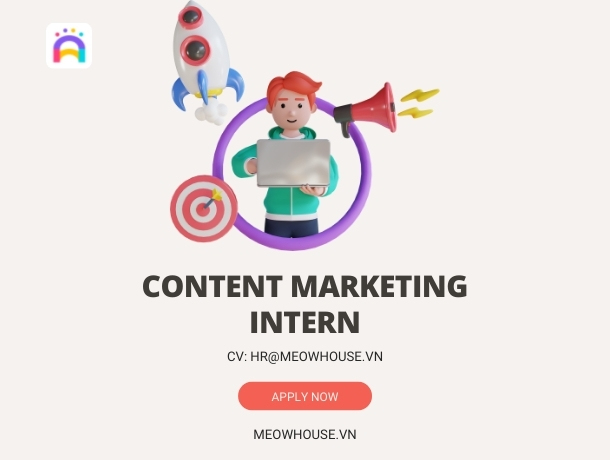 CONTENT MARKETING
INTERN
CV: HR@MEOWHOUSE.VN
APPLY NOW
MEOWHOUSE.VN